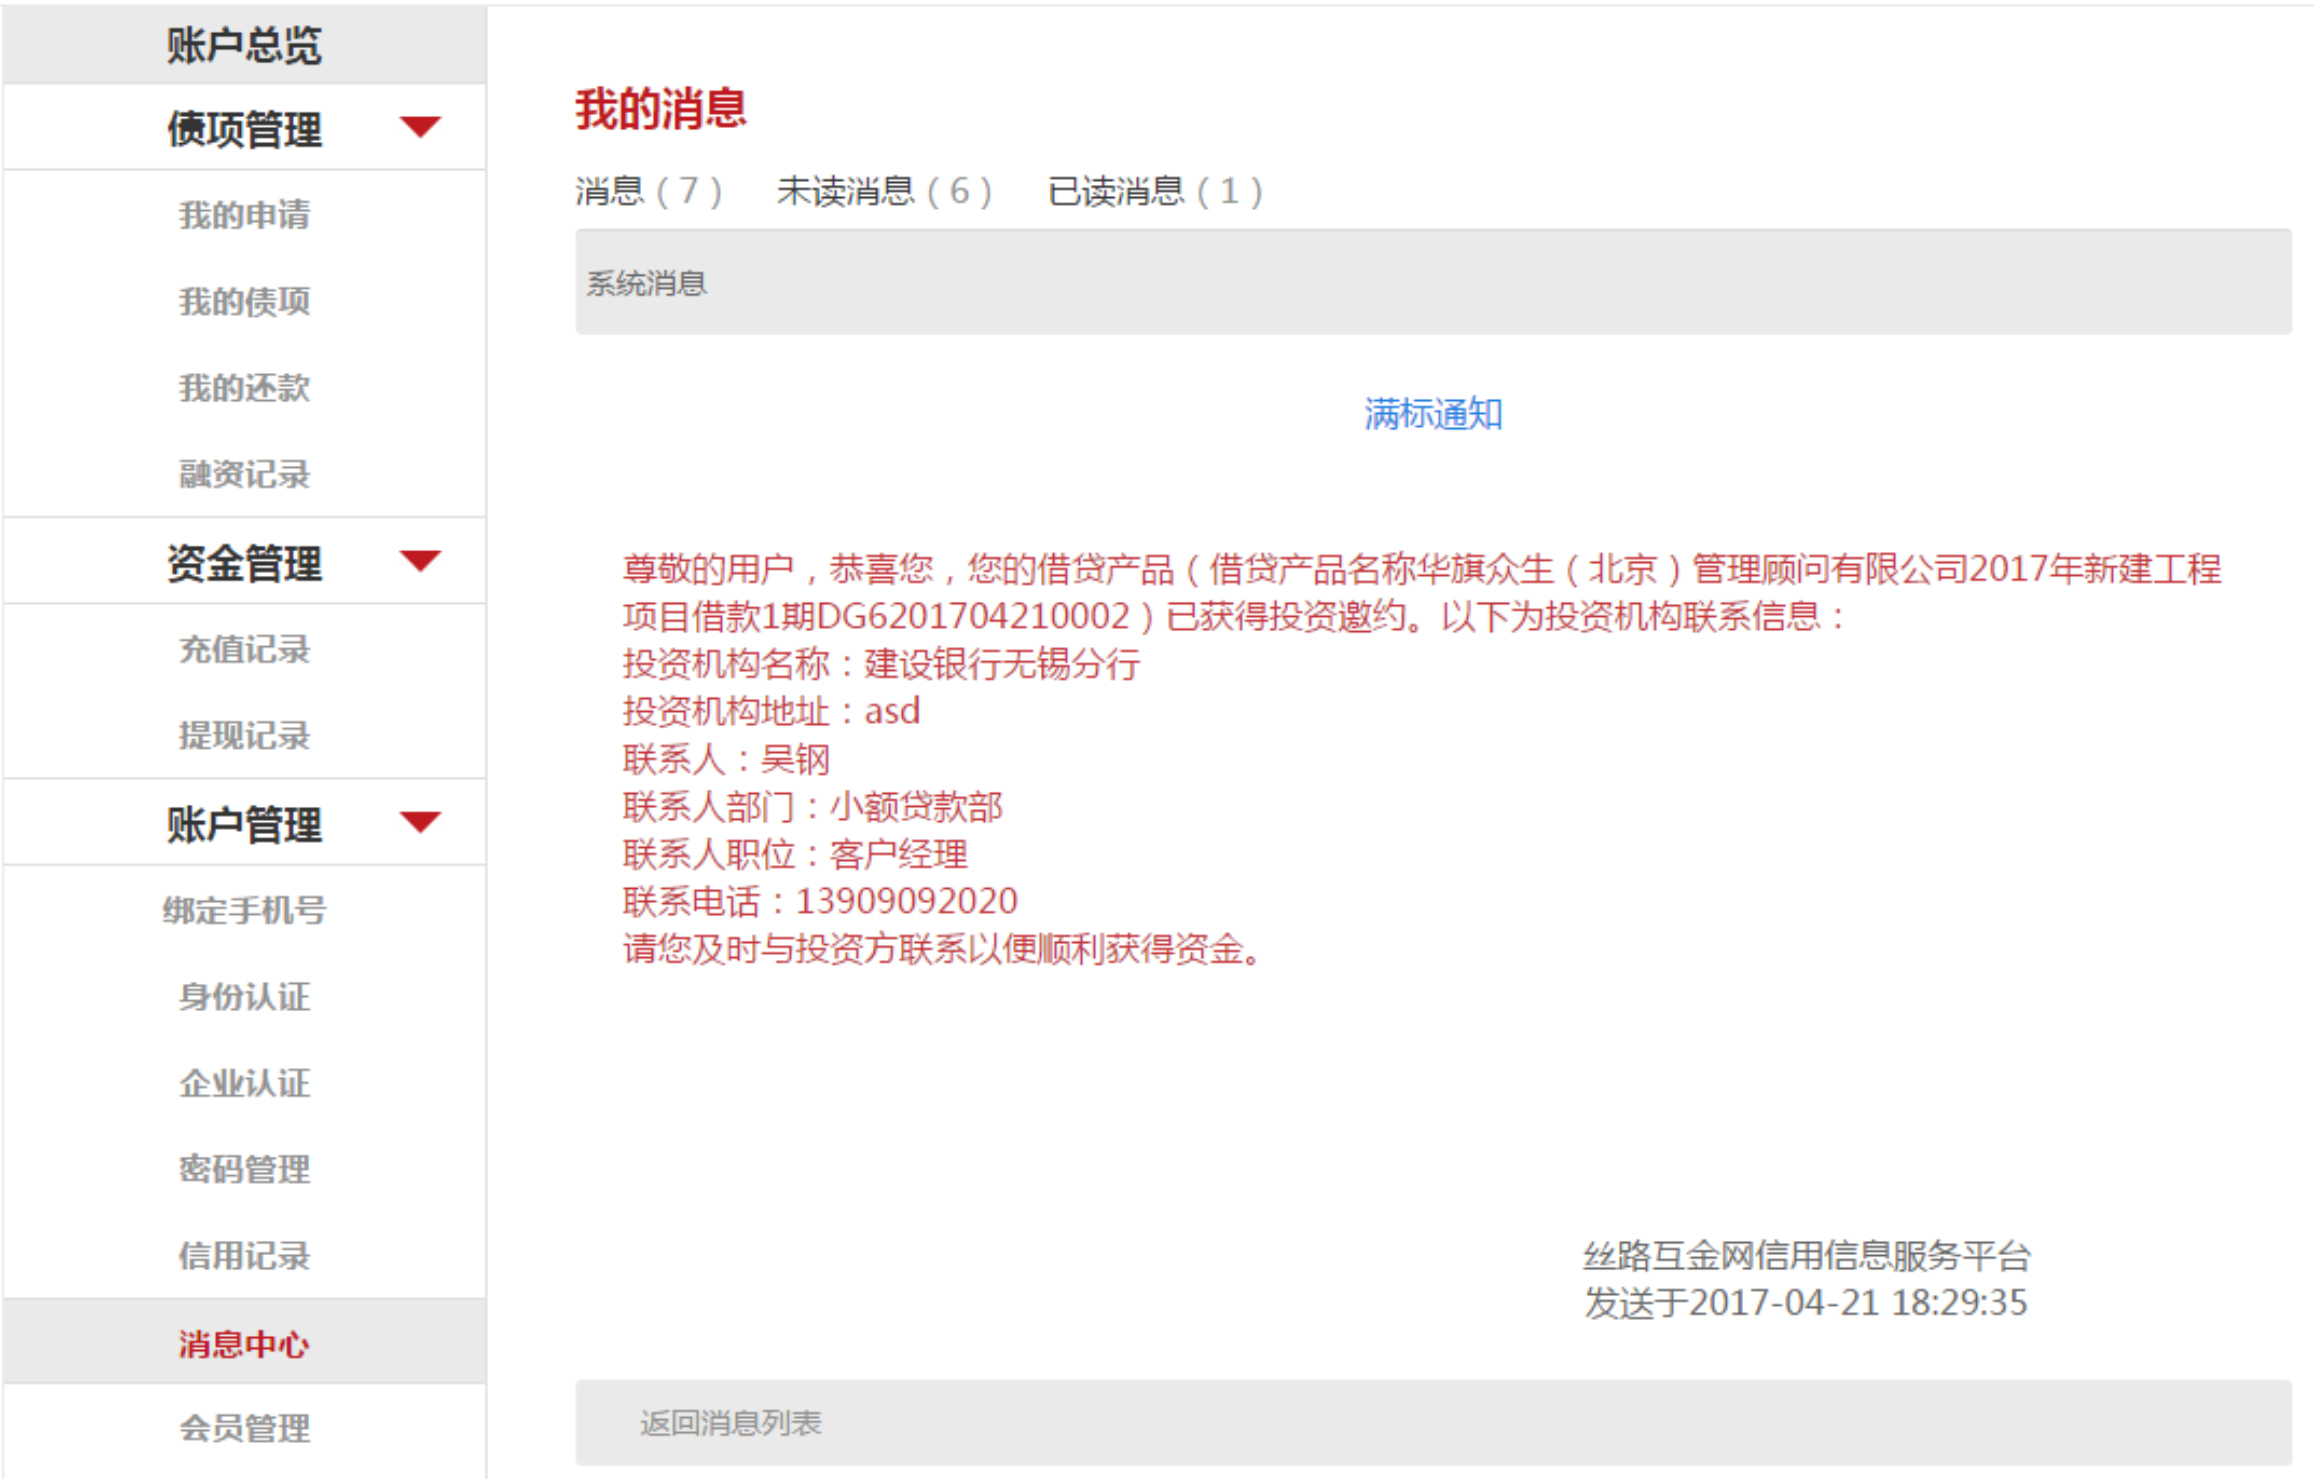 账户总览
债项管理
我的申请
我的债项
我的还款
融资记录
资金管理
充值记录
提现记录
账户管理
绑定手机号
身份认证
企业认证
密码管理
信用记录
消息中心
会员管理
我的消息
消息（7） 未读消息（6） 已读消息（1）
系统消息
满标通知
尊敬的用户，恭喜您，您的借贷产品（借贷产品名称华旗众生（北京）管理顾问有限公司2017年新建工程
项目借款1期DG6201704210002）已获得投资邀约。以下为投资机构联系信息：
投资机构名称：建设银行无锡分行
投资机构地址：asd
联系人：吴钢
联系人部门：小额贷款部
联系人职位：客户经理
联系电话：13909092020
请您及时与投资方联系以便顺利获得资金。
丝路互金网信用信息服务平台
发送于2017-04-21 18:29:35
返回消息列表